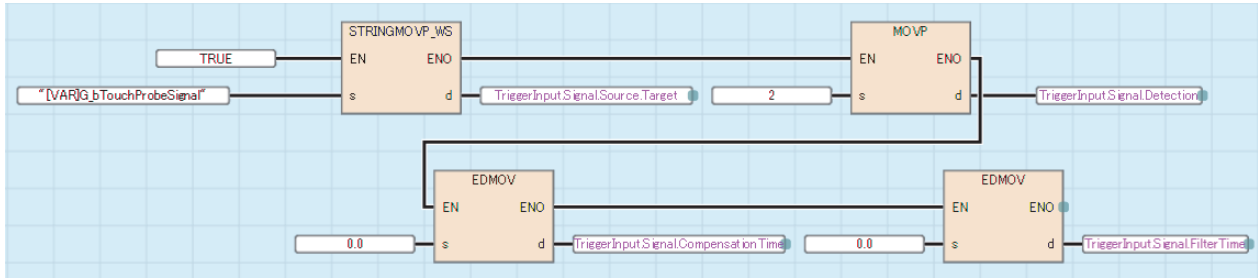 STRINGMOVP_WS MOVP
TRUE EN ENO EN ENO
"[VAR]G_bTouchProbeSignal" s d TriggerInput.Signal.Source.Target 2 s d TriggerInput.Signal.Detection
EDMOV EDMOV
EN ENO EN ENO
0.0 s d TriggerInput.Signal.CompensationTime 0.0 s d TriggerInput.Signal.FilterTime